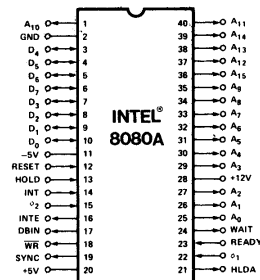 A10 1 40 A11
GND 2 39 A14
D4 3 38 A13
D5 4 37 A12
D6 5 36 A15
D7 6 35 A9
D3 7 34 A8
D2 8 33 A7
D1 9 32 A6
D0 10 31 A5
INTEL® 8080A
-5V 11 30 A4
RESET 12 29 A3
HOLD 13 28 +12V
INT 14 27 A2
ø2 15 26 A1
INTE 16 25 A0
DBIN 17 24 WAIT
WR 18 23 READY
SYNC 19 22 ø1
+5V 20 21 HLDA